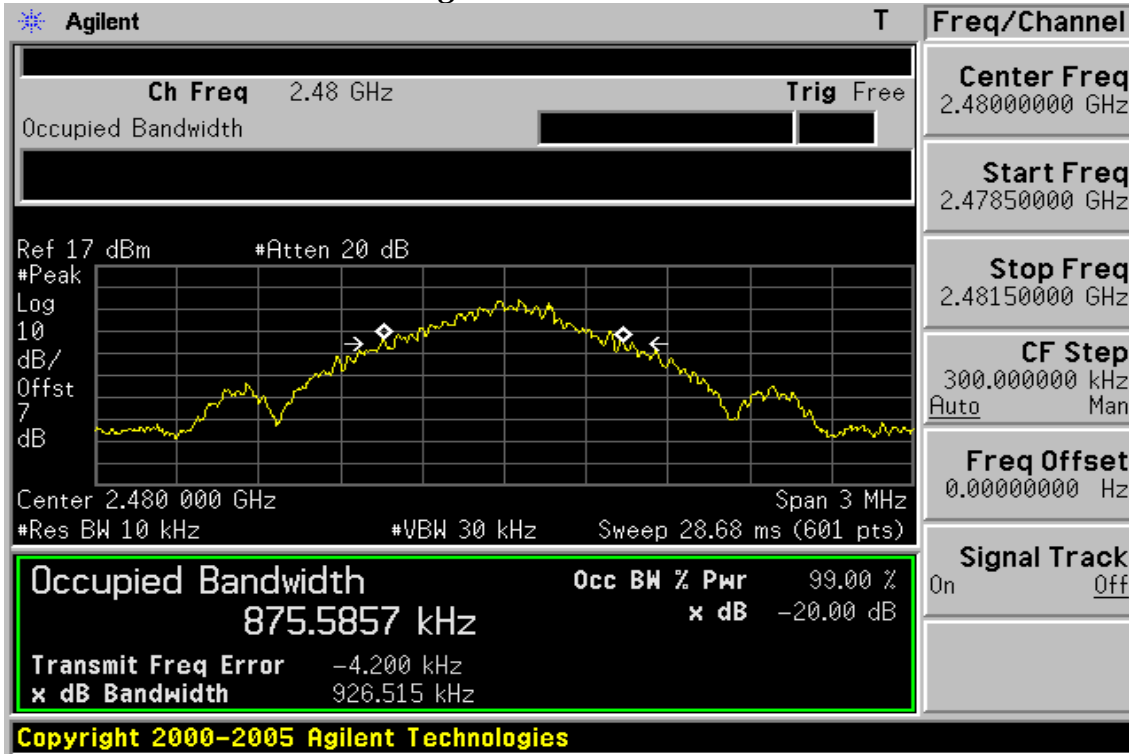 Agilent T Freq/Channel
Ch Freq 2.48 GHz Trig Free
Occupied Bandwidth
Center Freq
2.48000000 GHz
Start Freq
2.47850000 GHz
Stop Freq
2.48150000 GHz
CF Step
300.000000 kHz
Auto Man
Freq Offset
0.00000000 Hz
Signal Track
On Off
Ref 17 dBm #Atten 20 dB
#Peak
Log
10
dB/
Offst
7
dB
Center 2.480 000 GHz Span 3 MHz
#Res BW 10 kHz #VBW 30 kHz Sweep 28.68 ms (601 pts)
Occupied Bandwidth Occ BW % Pwr 99.00 %
875.5857 kHz x dB -20.00 dB
Transmit Freq Error -4.200 kHz
x dB Bandwidth 926.515 kHz
Copyright 2000-2005 Agilent Technologies